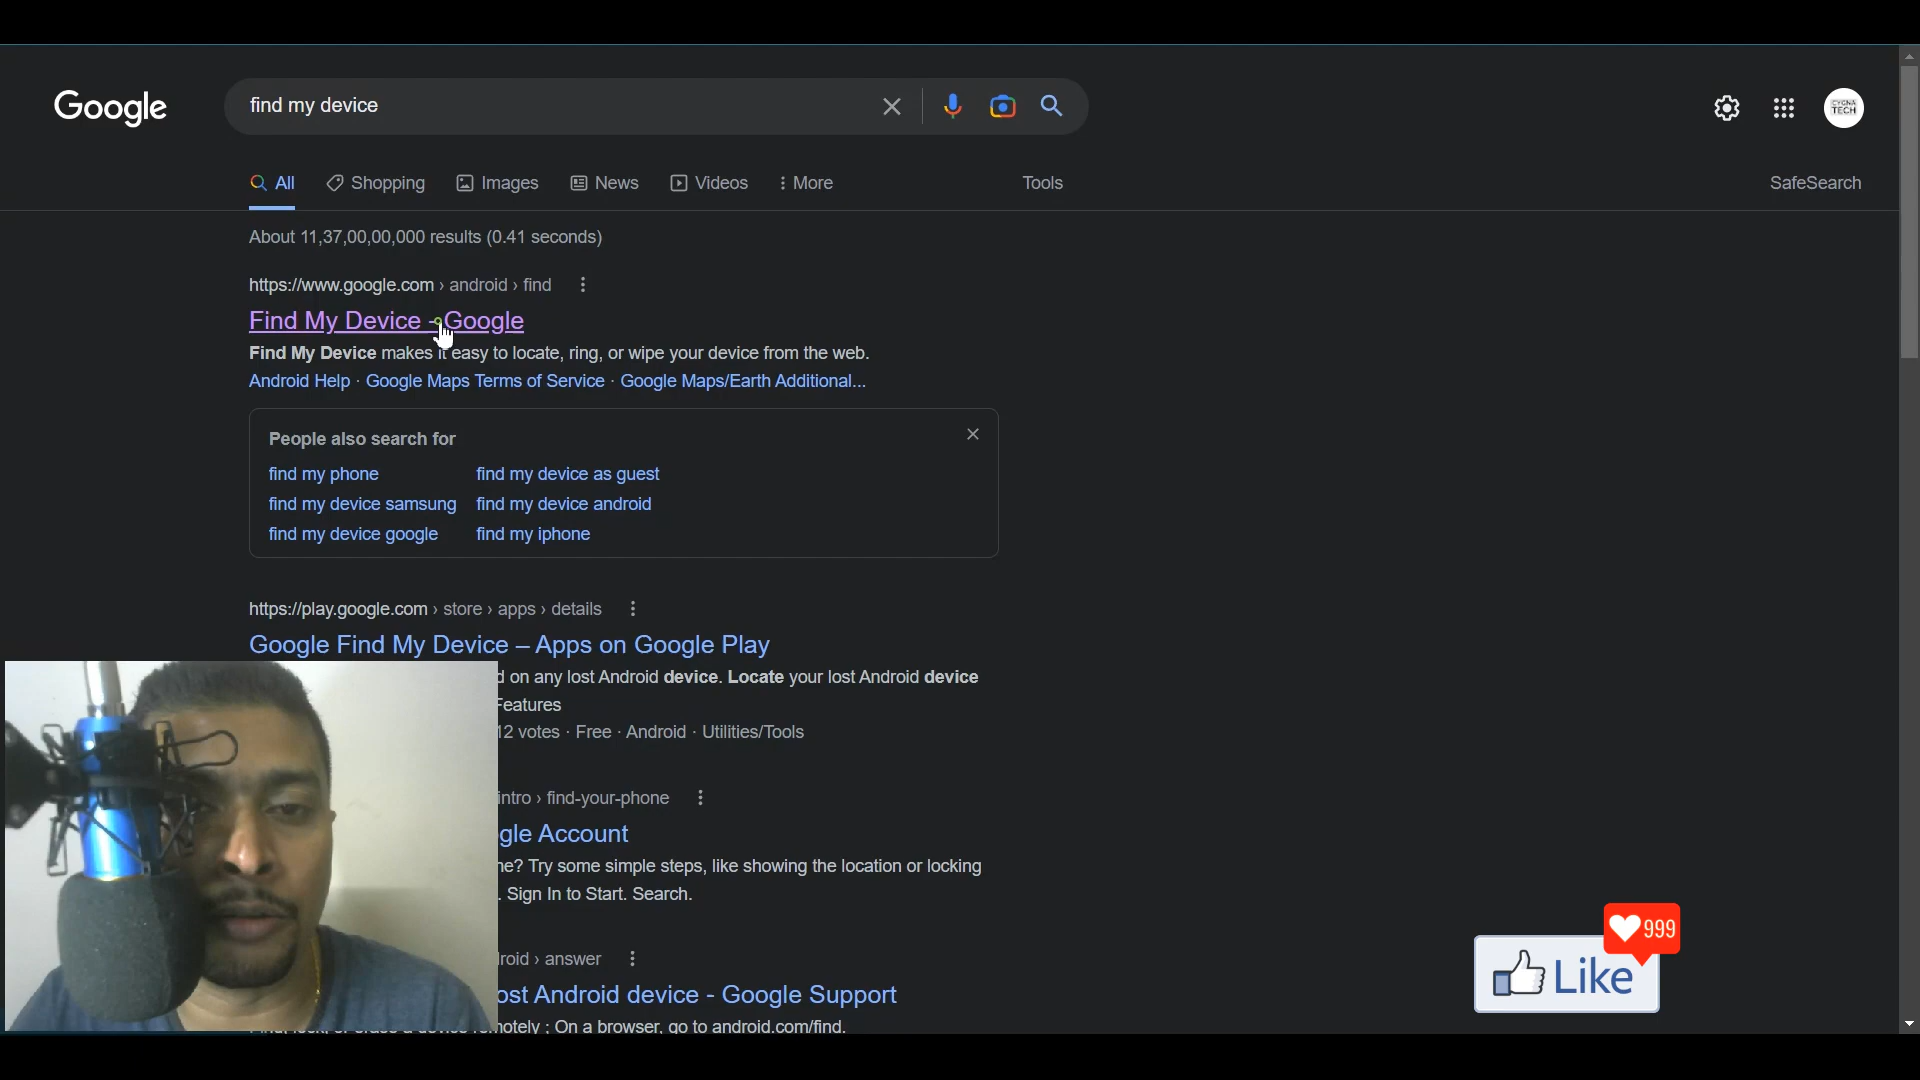 Google
find my device
CYGNA
TECH
All
Shopping
Images
News
Videos
More
Tools
SafeSearch
About 11,37,00,00,000 results (0.41 seconds)
https://www.google.com › android › find
Find My Device - Google
Find My Device makes it easy to locate, ring, or wipe your device from the web.
Android Help · Google Maps Terms of Service · Google Maps/Earth Additional...
People also search for
find my phone
find my device as guest
find my device samsung
find my device android
find my device google
find my iphone
https://play.google.com › store › apps › details
Google Find My Device – Apps on Google Play
on any lost Android device. Locate your lost Android device
Features
12 votes · Free · Android · Utilities/Tools
intro › find-your-phone
gle Account
ne? Try some simple steps, like showing the location or locking
. Sign In to Start. Search.
roid › answer
ost Android device - Google Support
motely ; On a browser, go to android.com/find.
999
Like